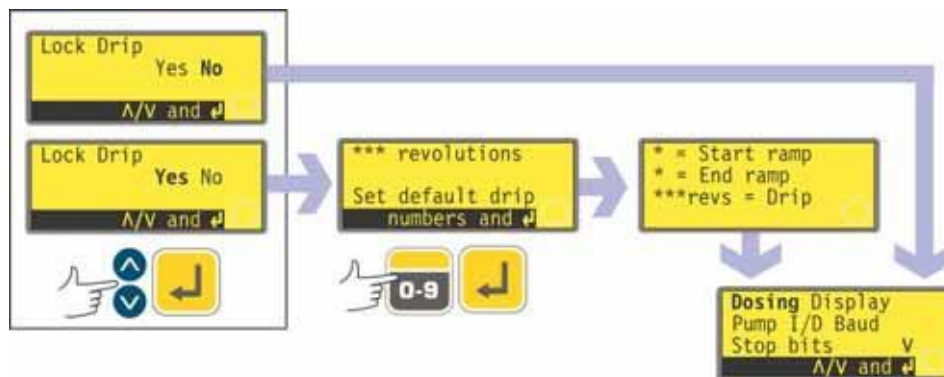 Lock Drip
Yes No
Λ/V and ↵
Lock Drip
Yes No
Λ/V and ↵
*** revolutions
Set default drip
numbers and ↵
* = Start ramp
* = End ramp
***revs = Drip
0-9
Dosing Display
Pump I/D Baud
Stop bits V
Λ/V and ↵